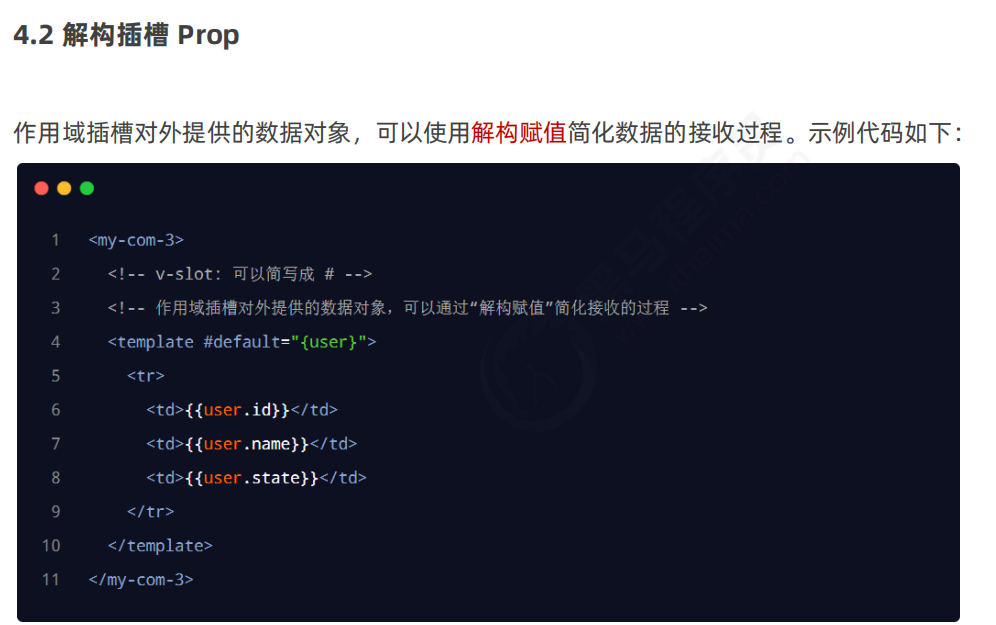 4.2 解构插槽 Prop
作用域插槽对外提供的数据对象，可以使用解构赋值简化数据的接收过程。示例代码如下：
1 <my-com-3>
2 <!-- v-slot: 可以简写成 # -->
3 <!-- 作用域插槽对外提供的数据对象，可以通过“解构赋值”简化接收的过程 -->
4 <template #default="{user}">
5 <tr>
6 <td>{{user.id}}</td>
7 <td>{{user.name}}</td>
8 <td>{{user.state}}</td>
9 </tr>
10 </template>
11 </my-com-3>